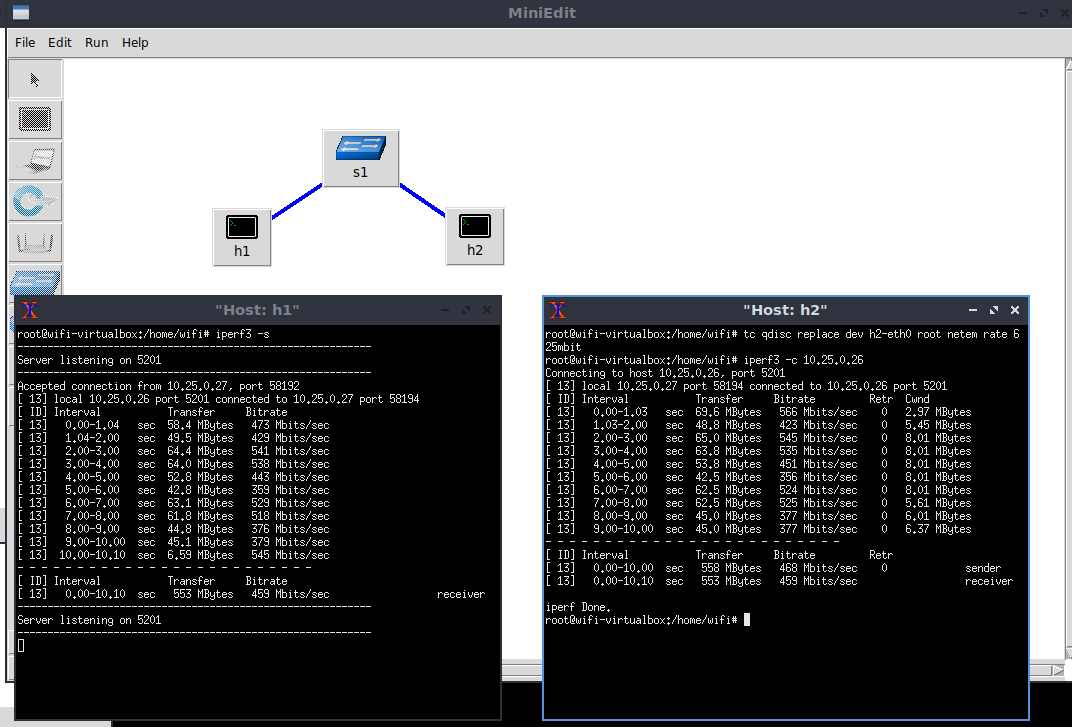 MiniEdit
File Edit Run Help
s1
h1
h2
"Host: h1"
root@wifi-virtualbox:/home/wifi# iperf3 -s
-----------------------------------------------------------
Server listening on 5201
-----------------------------------------------------------
Accepted connection from 10.25.0.27, port 58192
[ 13] local 10.25.0.26 port 5201 connected to 10.25.0.27 port 58194
[ ID] Interval           Transfer     Bitrate
[ 13]   0.00-1.04   sec  58.4 MBytes   473 Mbits/sec
[ 13]   1.04-2.00   sec  49.5 MBytes   429 Mbits/sec
[ 13]   2.00-3.00   sec  64.4 MBytes   541 Mbits/sec
[ 13]   3.00-4.00   sec  64.0 MBytes   538 Mbits/sec
[ 13]   4.00-5.00   sec  52.8 MBytes   443 Mbits/sec
[ 13]   5.00-6.00   sec  42.8 MBytes   359 Mbits/sec
[ 13]   6.00-7.00   sec  63.1 MBytes   529 Mbits/sec
[ 13]   7.00-8.00   sec  61.8 MBytes   518 Mbits/sec
[ 13]   8.00-9.00   sec  44.8 MBytes   376 Mbits/sec
[ 13]   9.00-10.00  sec  45.1 MBytes   379 Mbits/sec
[ 13]  10.00-10.10  sec  6.59 MBytes   545 Mbits/sec
- - - - - - - - - - - - - - - - - - - - - - - - -
[ ID] Interval           Transfer     Bitrate
[ 13]   0.00-10.10  sec   553 MBytes   459 Mbits/sec                  receiver
-----------------------------------------------------------
Server listening on 5201
-----------------------------------------------------------
"Host: h2"
root@wifi-virtualbox:/home/wifi# tc qdisc replace dev h2-eth0 root netem rate 6
25mbit
root@wifi-virtualbox:/home/wifi# iperf3 -c 10.25.0.26
Connecting to host 10.25.0.26, port 5201
[ 13] local 10.25.0.27 port 58194 connected to 10.25.0.26 port 5201
[ ID] Interval           Transfer     Bitrate         Retr  Cwnd
[ 13]   0.00-1.03   sec  69.6 MBytes   566 Mbits/sec    0   2.97 MBytes
[ 13]   1.03-2.00   sec  48.8 MBytes   423 Mbits/sec    0   5.45 MBytes
[ 13]   2.00-3.00   sec  65.0 MBytes   545 Mbits/sec    0   8.01 MBytes
[ 13]   3.00-4.00   sec  63.8 MBytes   535 Mbits/sec    0   8.01 MBytes
[ 13]   4.00-5.00   sec  53.8 MBytes   451 Mbits/sec    0   8.01 MBytes
[ 13]   5.00-6.00   sec  42.5 MBytes   356 Mbits/sec    0   8.01 MBytes
[ 13]   6.00-7.00   sec  62.5 MBytes   524 Mbits/sec    0   8.01 MBytes
[ 13]   7.00-8.00   sec  62.5 MBytes   525 Mbits/sec    0   5.61 MBytes
[ 13]   8.00-9.00   sec  45.0 MBytes   377 Mbits/sec    0   6.01 MBytes
[ 13]   9.00-10.00  sec  45.0 MBytes   377 Mbits/sec    0   6.37 MBytes
- - - - - - - - - - - - - - - - - - - - - - - - -
[ ID] Interval           Transfer     Bitrate         Retr
[ 13]   0.00-10.00  sec   558 MBytes   468 Mbits/sec    0             sender
[ 13]   0.00-10.10  sec   553 MBytes   459 Mbits/sec                  receiver
iperf Done.
root@wifi-virtualbox:/home/wifi#